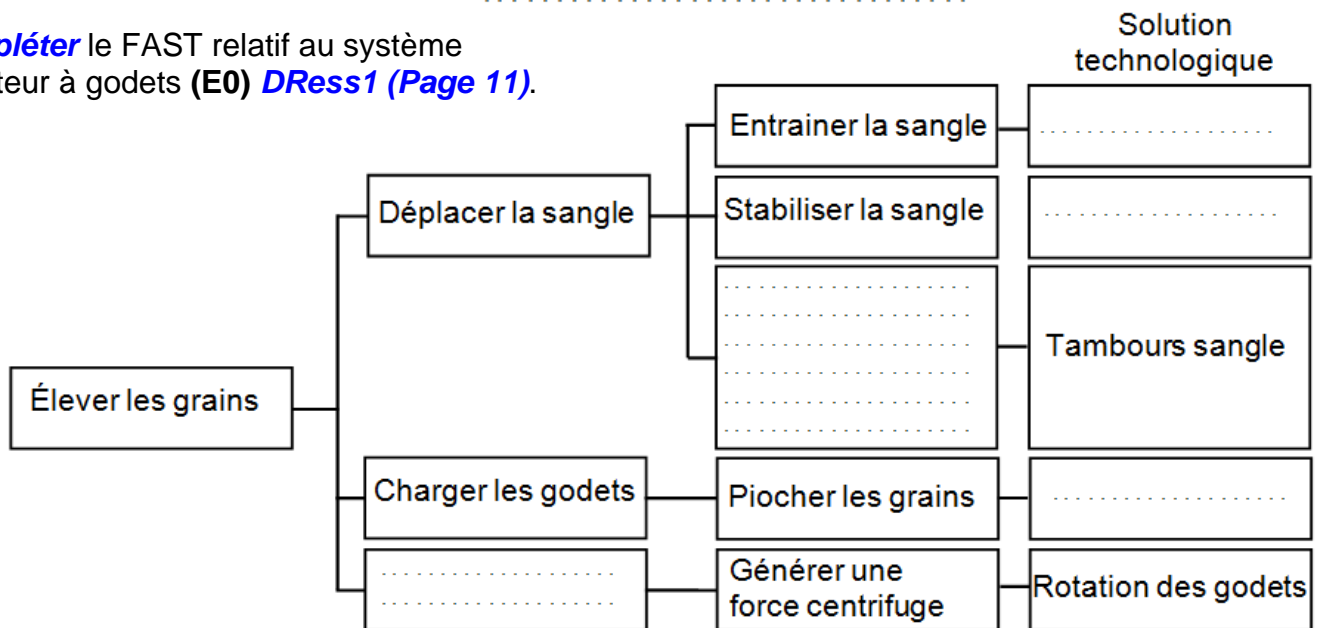 Solution
technologique
pléter le FAST relatif au système
teur à godets (E0) DRess1 (Page 11).
Entrainer la sangle
Déplacer la sangle
Stabiliser la sangle
Tambours sangle
Élever les grains
Charger les godets
Piocher les grains
Générer une
force centrifuge
Rotation des godets